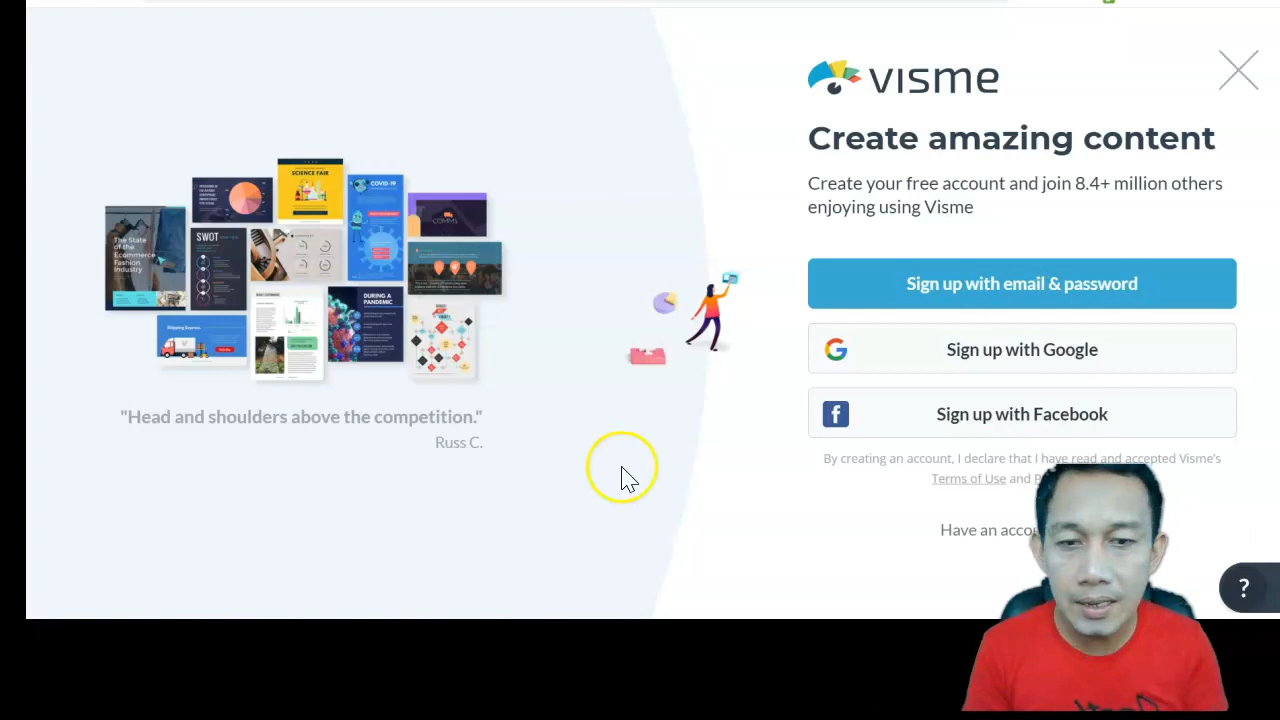 visme
Create amazing content
Create your free account and join 8.4+ million others
enjoying using Visme
Sign up with email & password
Sign up with Google
Sign up with Facebook
By creating an account, I declare that I have read and accepted Visme's
Terms of Use and
Have an
?
SCIENCE FAIR
COVID-19
The State
of the
Ecommerce
Fashion
Industry
SWOT
COMMS
DURING A
PANDEMIC
Shipping Express
"Head and shoulders above the competition."
Russ C.